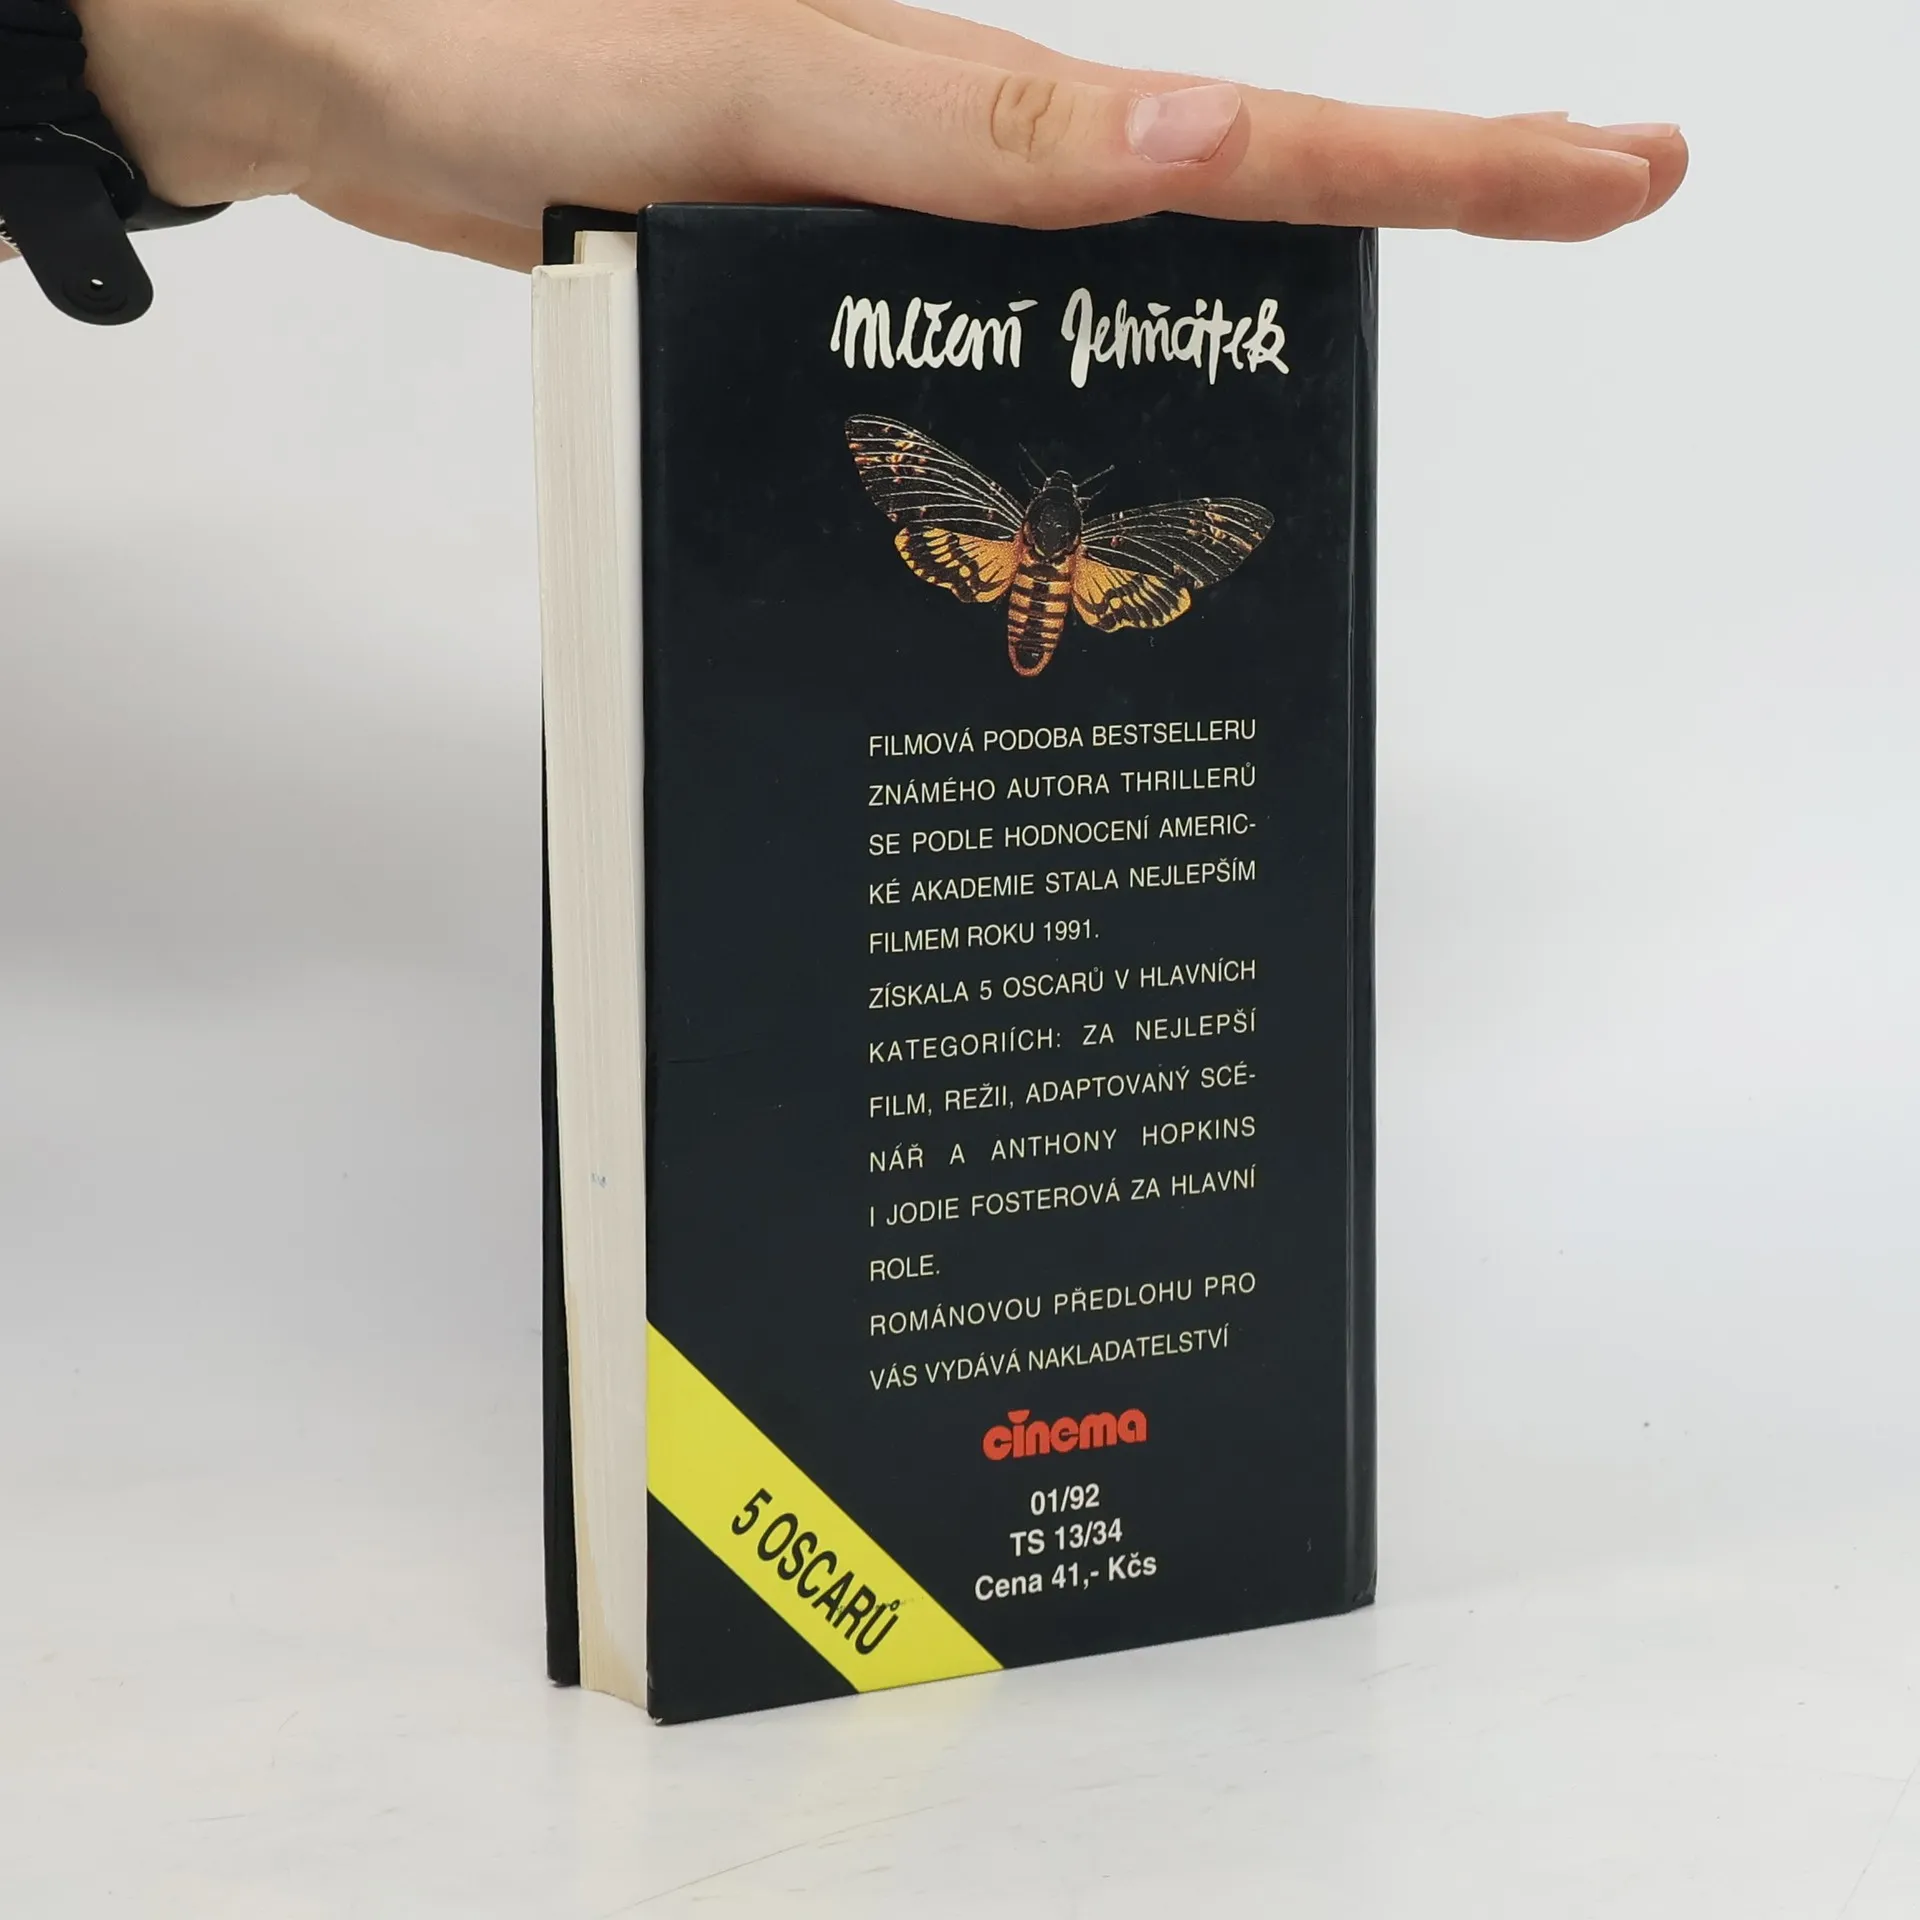 Mlčení Jehňátek
FILMOVÁ PODOBA BESTSELLERU
ZNÁMÉHO AUTORA THRILLERŮ
SE PODLE HODNOCENÍ AMERIC-
KÉ AKADEMIE STALA NEJLEPŠÍM
FILMEM ROKU 1991.
ZÍSKALA 5 OSCARŮ V HLAVNÍCH
KATEGORIÍCH: ZA NEJLEPŠÍ
FILM, REŽII, ADAPTOVANÝ SCÉ-
NÁŘ A ANTHONY HOPKINS
I JODIE FOSTEROVÁ ZA HLAVNÍ
ROLE.
ROMÁNOVOU PŘEDLOHU PRO
VÁS VYDÁVÁ NAKLADATELSTVÍ
cinema
01/92
TS 13/34
Cena 41,- Kčs
5 OSCARŮ